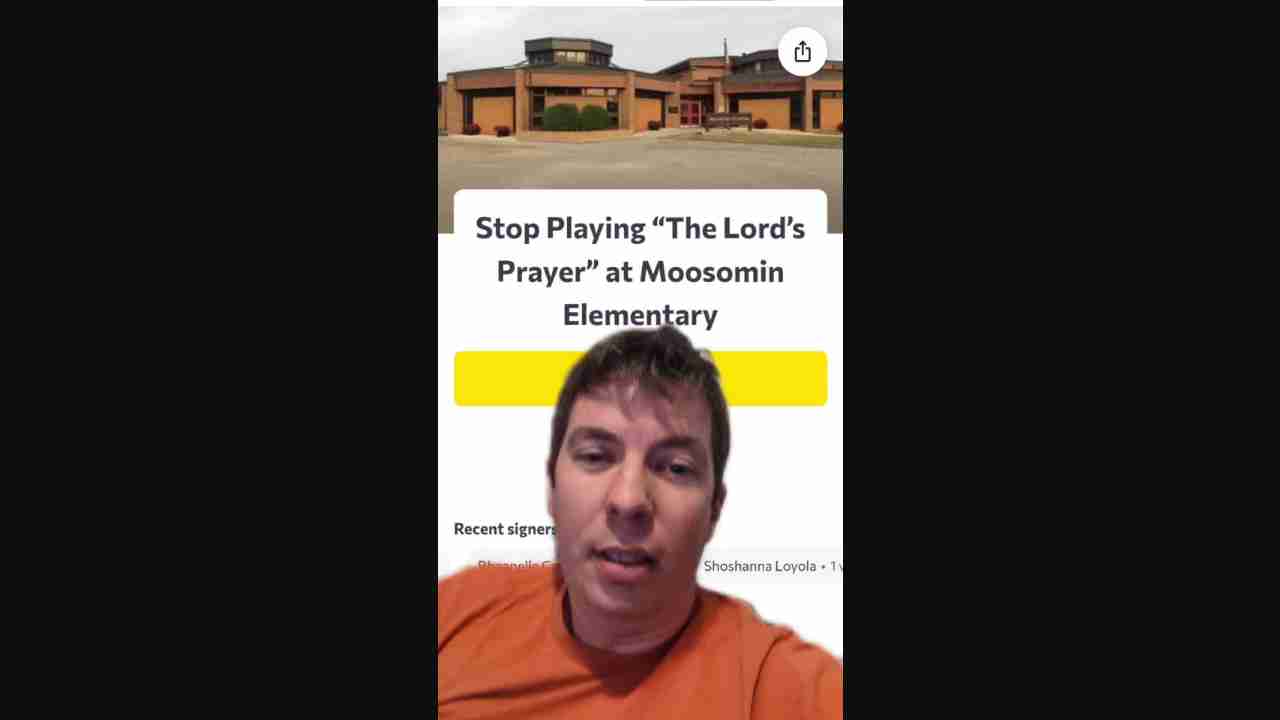 Stop Playing “The Lord’s
Prayer” at Moosomin
Elementary
Recent signers
Shoshanna Loyola • 1